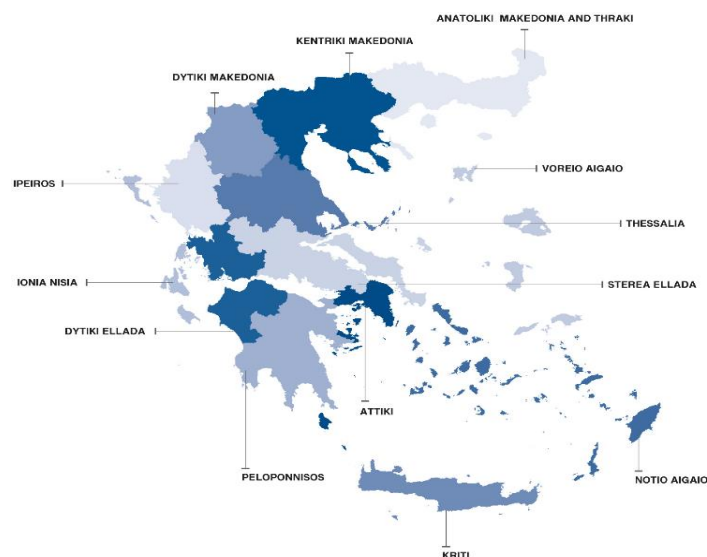 ANATOLIKI MAKEDONIA AND THRAKI
KENTRIKI MAKEDONIA
DYTIKI MAKEDONIA
VOREIO AIGAIO
IPEIROS
THESSALIA
IONIA NISIA
STEREA ELLADA
DYTIKI ELLADA
ATTIKI
PELOPONNISOS
NOTIO AIGAIO
KRITI